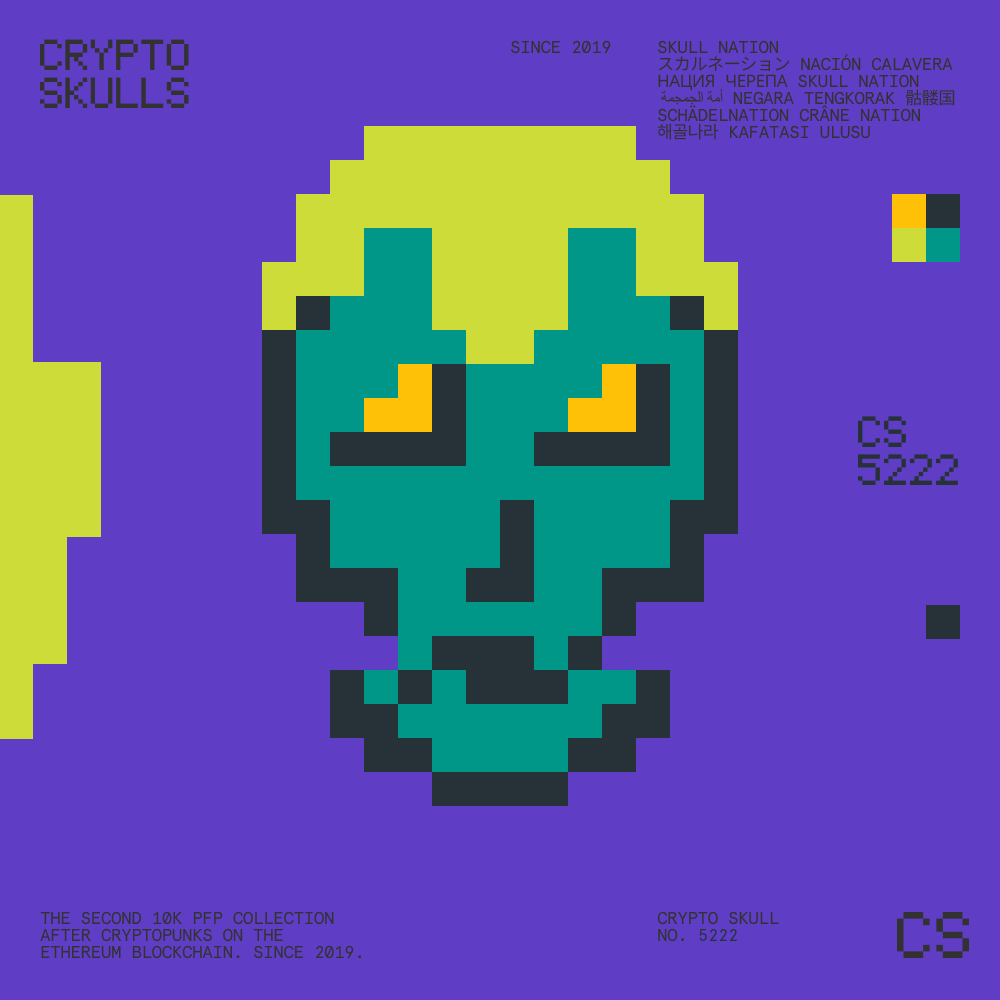 CRYPTO
SKULLS
SINCE 2019
SKULL NATION
スカルネーション NACIÓN CALAVERA
НАЦИЯ ЧЕРЕПА SKULL NATION
أمة الجمجمة NEGARA TENGKORAK 骷髅国
SCHÄDELNATION CRÂNE NATION
해골나라 KAFATASI ULUSU
CS
5222
THE SECOND 10K PFP COLLECTION
AFTER CRYPTOPUNKS ON THE
ETHEREUM BLOCKCHAIN. SINCE 2019.
CRYPTO SKULL
NO. 5222
CS